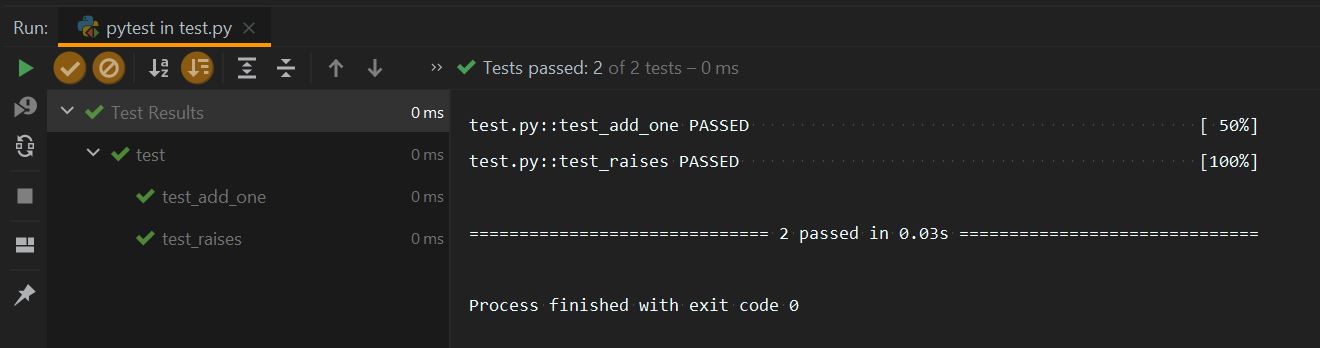 Run: pytest in test.py
Tests passed: 2 of 2 tests – 0 ms
Test Results 0 ms
test 0 ms
test_add_one 0 ms
test_raises 0 ms
test.py::test_add_one PASSED [ 50%]
test.py::test_raises PASSED [100%]
============================== 2 passed in 0.03s ==============================
Process finished with exit code 0